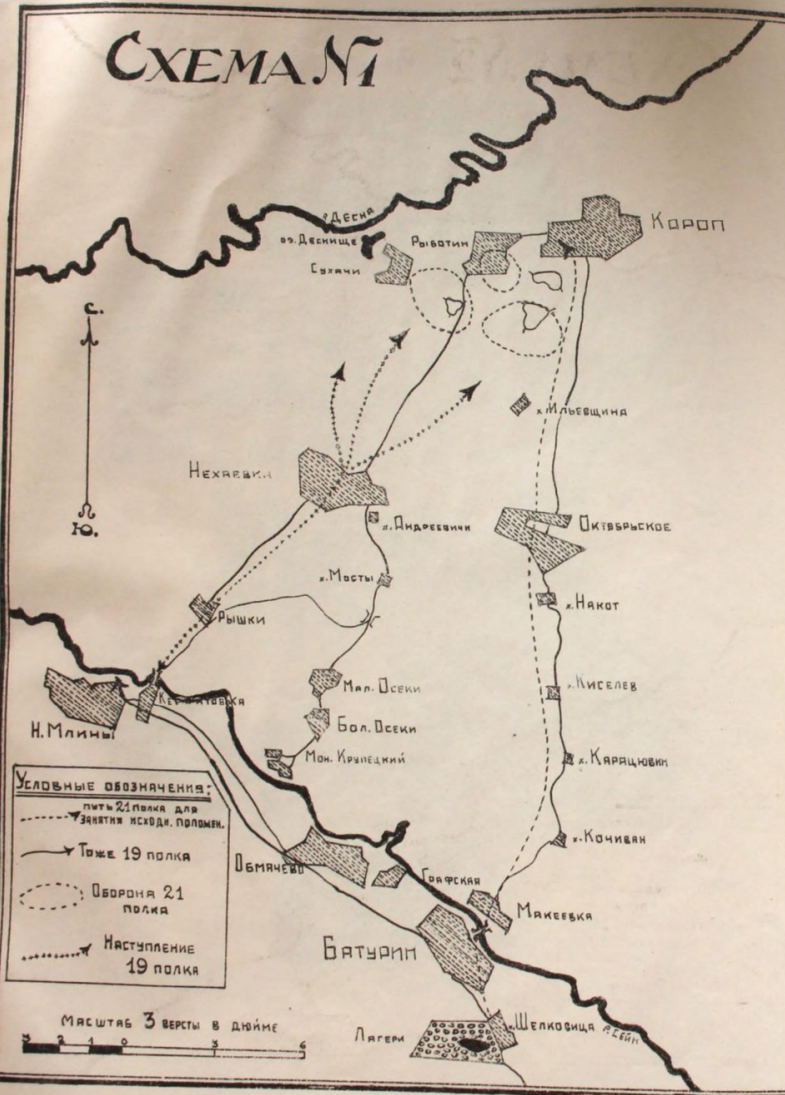 СХЕМА №1
р. ДЕСНА
оз. ДЕСНИЩЕ
РЫБОТИН
КОРОП
СУХАЧИ
С.
х. ИЛЬЕВЩИНА
НЕХАЕВКА
Ю.
х. АНДРЕЕВИЧИ
ОКТЯБРЬСКОЕ
х. МОСТЫ
х. НАКОТ
РЫШКИ
МАЛ. ОСЕКИ
х. КИСЕЛЕВ
Н. МЛИНЫ
БОЛ. ОСЕКИ
МОН. КРУПЕЦКИЙ
х. КАРАЦЮБИН
УСЛОВНЫЕ ОБОЗНАЧЕНИЯ:
ПУТЬ 21 ПОЛКА ДЛЯ
ЗАНЯТИЯ ИСХОДН. ПОЛОЖЕН.
ТОЖЕ 19 ПОЛКА
ОБОРОНА 21
ПОЛКА
НАСТУПЛЕНИЕ
19 ПОЛКА
х. КОЧИВАН
ОБМАЧЕВО
ГРАФСКАЯ
МАКЕЕВКА
БАТУРИН
МАСШТАБ 3 ВЕРСТЫ В ДЮЙМЕ
3 2 1 0 3 6
ЛАГЕРИ
ШЕЛКОВИЦА
р. СЕЙМ